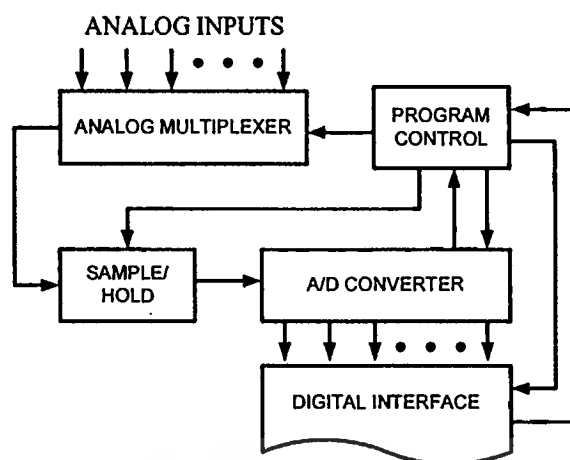 ANALOG INPUTS
ANALOG MULTIPLEXER
PROGRAM
CONTROL
SAMPLE/
HOLD
A/D CONVERTER
DIGITAL INTERFACE